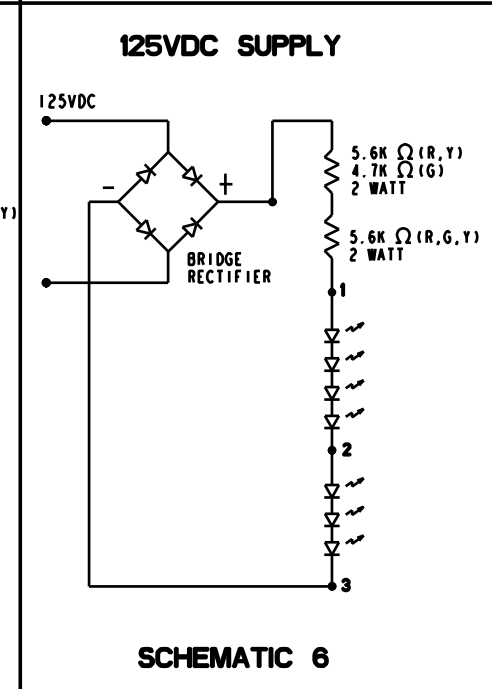 125VDC SUPPLY
125VDC
5.6K Ω (R,Y)
4.7K Ω (G)
2 WATT
- +
Y)
5.6K Ω (R,G,Y)
2 WATT
BRIDGE
RECTIFIER
1
2
3
SCHEMATIC 6